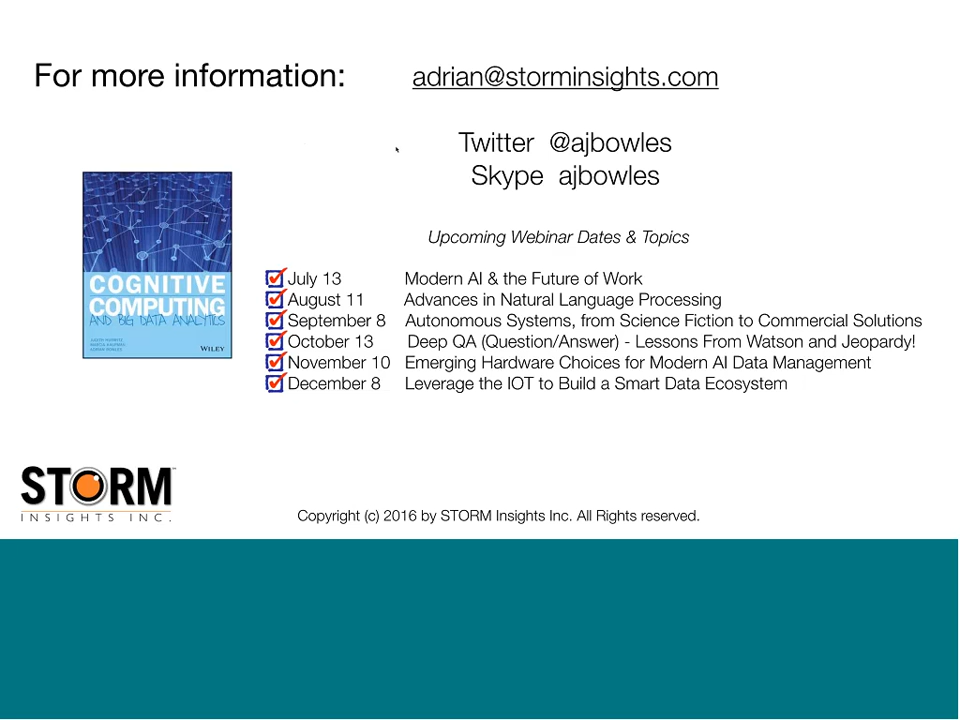 For more information:
adrian@storminsights.com
Twitter @ajbowles
Skype ajbowles
COGNITIVE
COMPUTING
AND BIG DATA ANALYTICS
WILEY
Upcoming Webinar Dates & Topics
July 13 Modern AI & the Future of Work
August 11 Advances in Natural Language Processing
September 8 Autonomous Systems, from Science Fiction to Commercial Solutions
October 13 Deep QA (Question/Answer) - Lessons From Watson and Jeopardy!
November 10 Emerging Hardware Choices for Modern AI Data Management
December 8 Leverage the IOT to Build a Smart Data Ecosystem
STORM
INSIGHTS INC.
Copyright (c) 2016 by STORM Insights Inc. All Rights reserved.